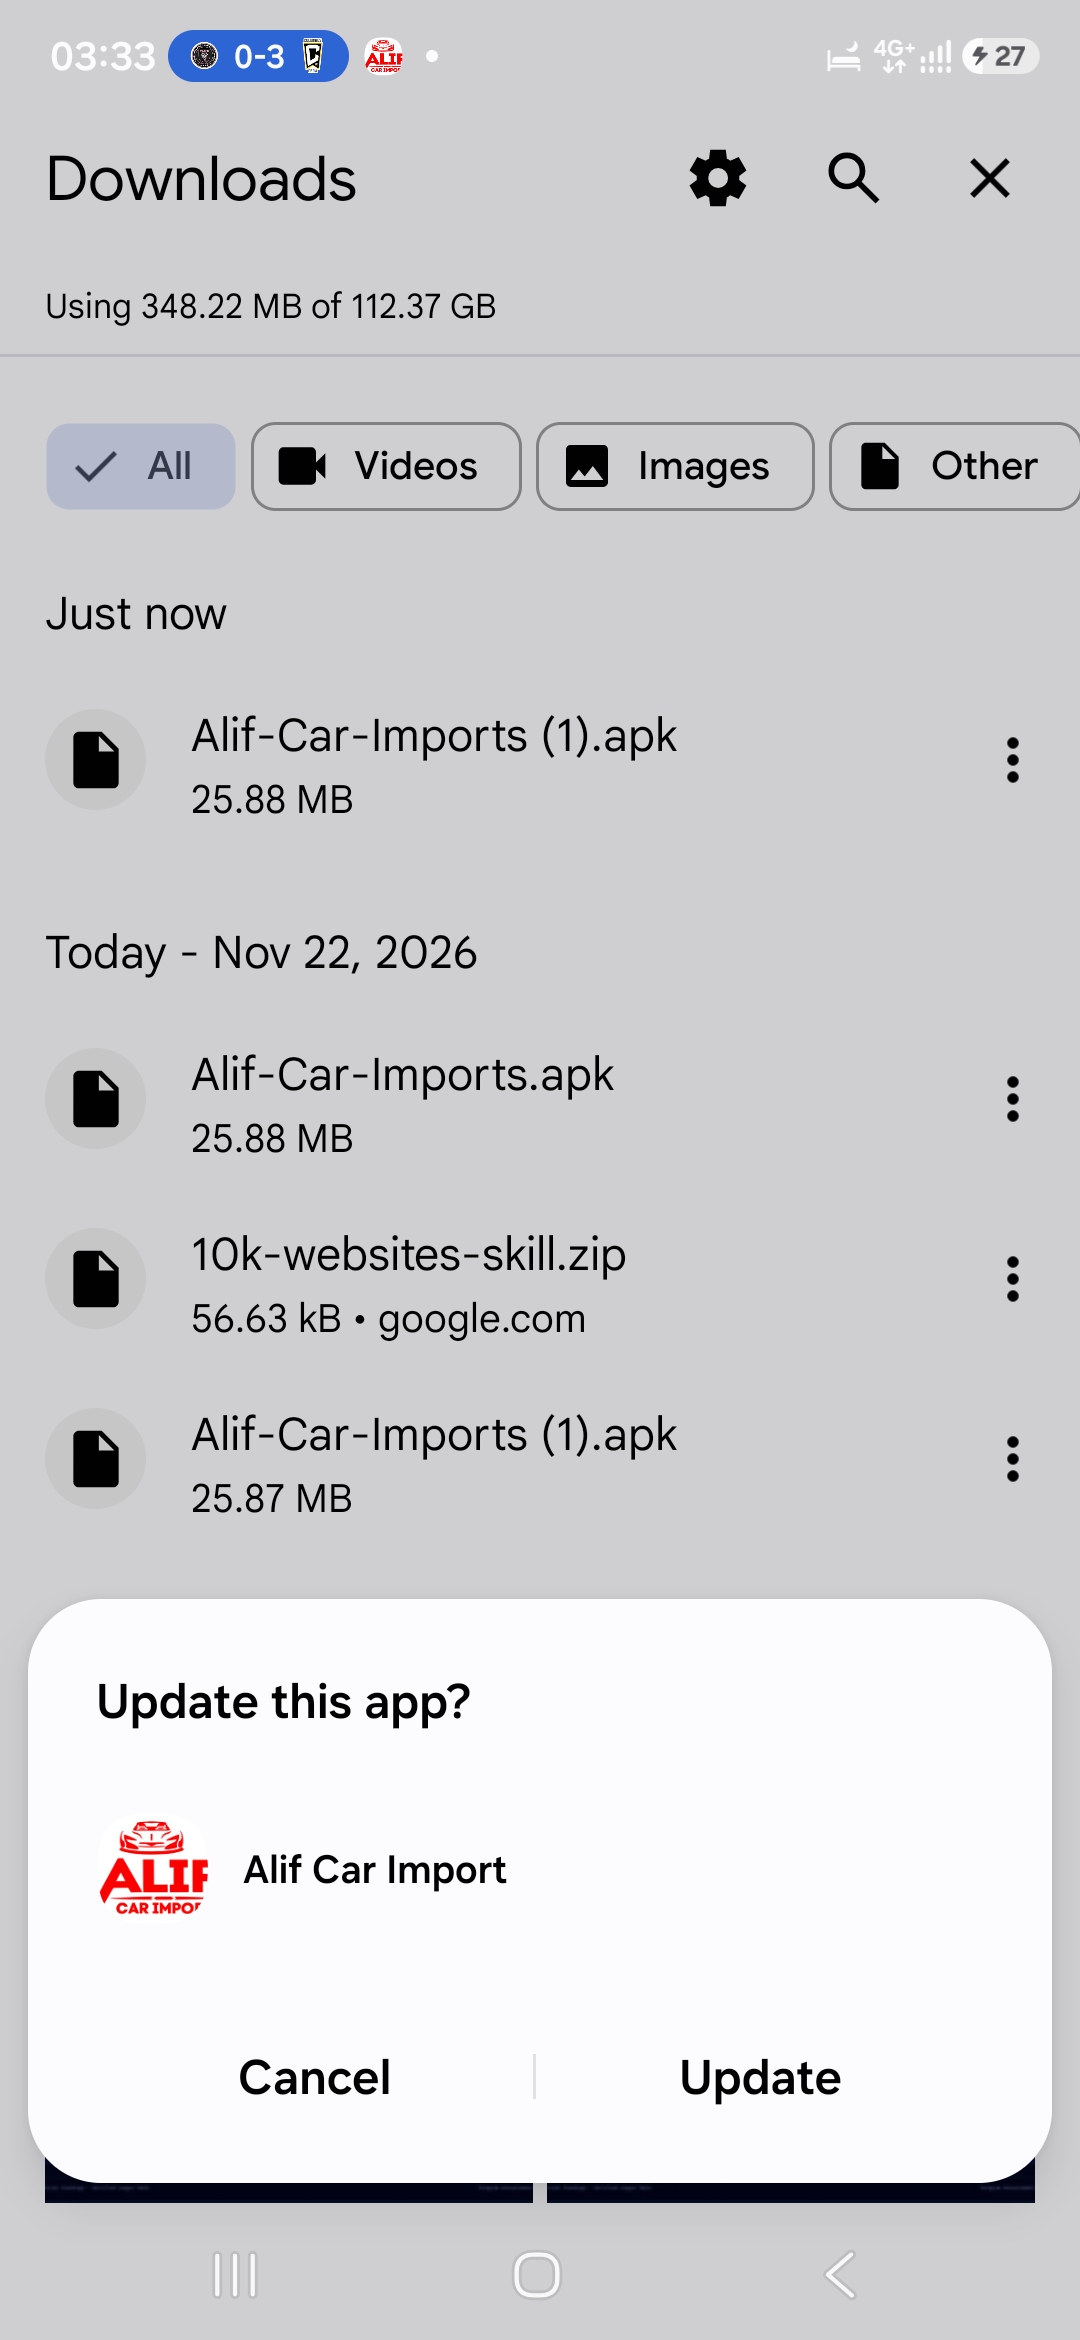 03:33
0-3
ALIF
CAR IMPOR
4G+
27
Downloads
Using 348.22 MB of 112.37 GB
All
Videos
Images
Other
Just now
Alif-Car-Imports (1).apk
25.88 MB
Today - Nov 22, 2026
Alif-Car-Imports.apk
25.88 MB
10k-websites-skill.zip
56.63 kB • google.com
Alif-Car-Imports (1).apk
25.87 MB
Update this app?
ALIF
CAR IMPOR
Alif Car Import
Cancel
Update